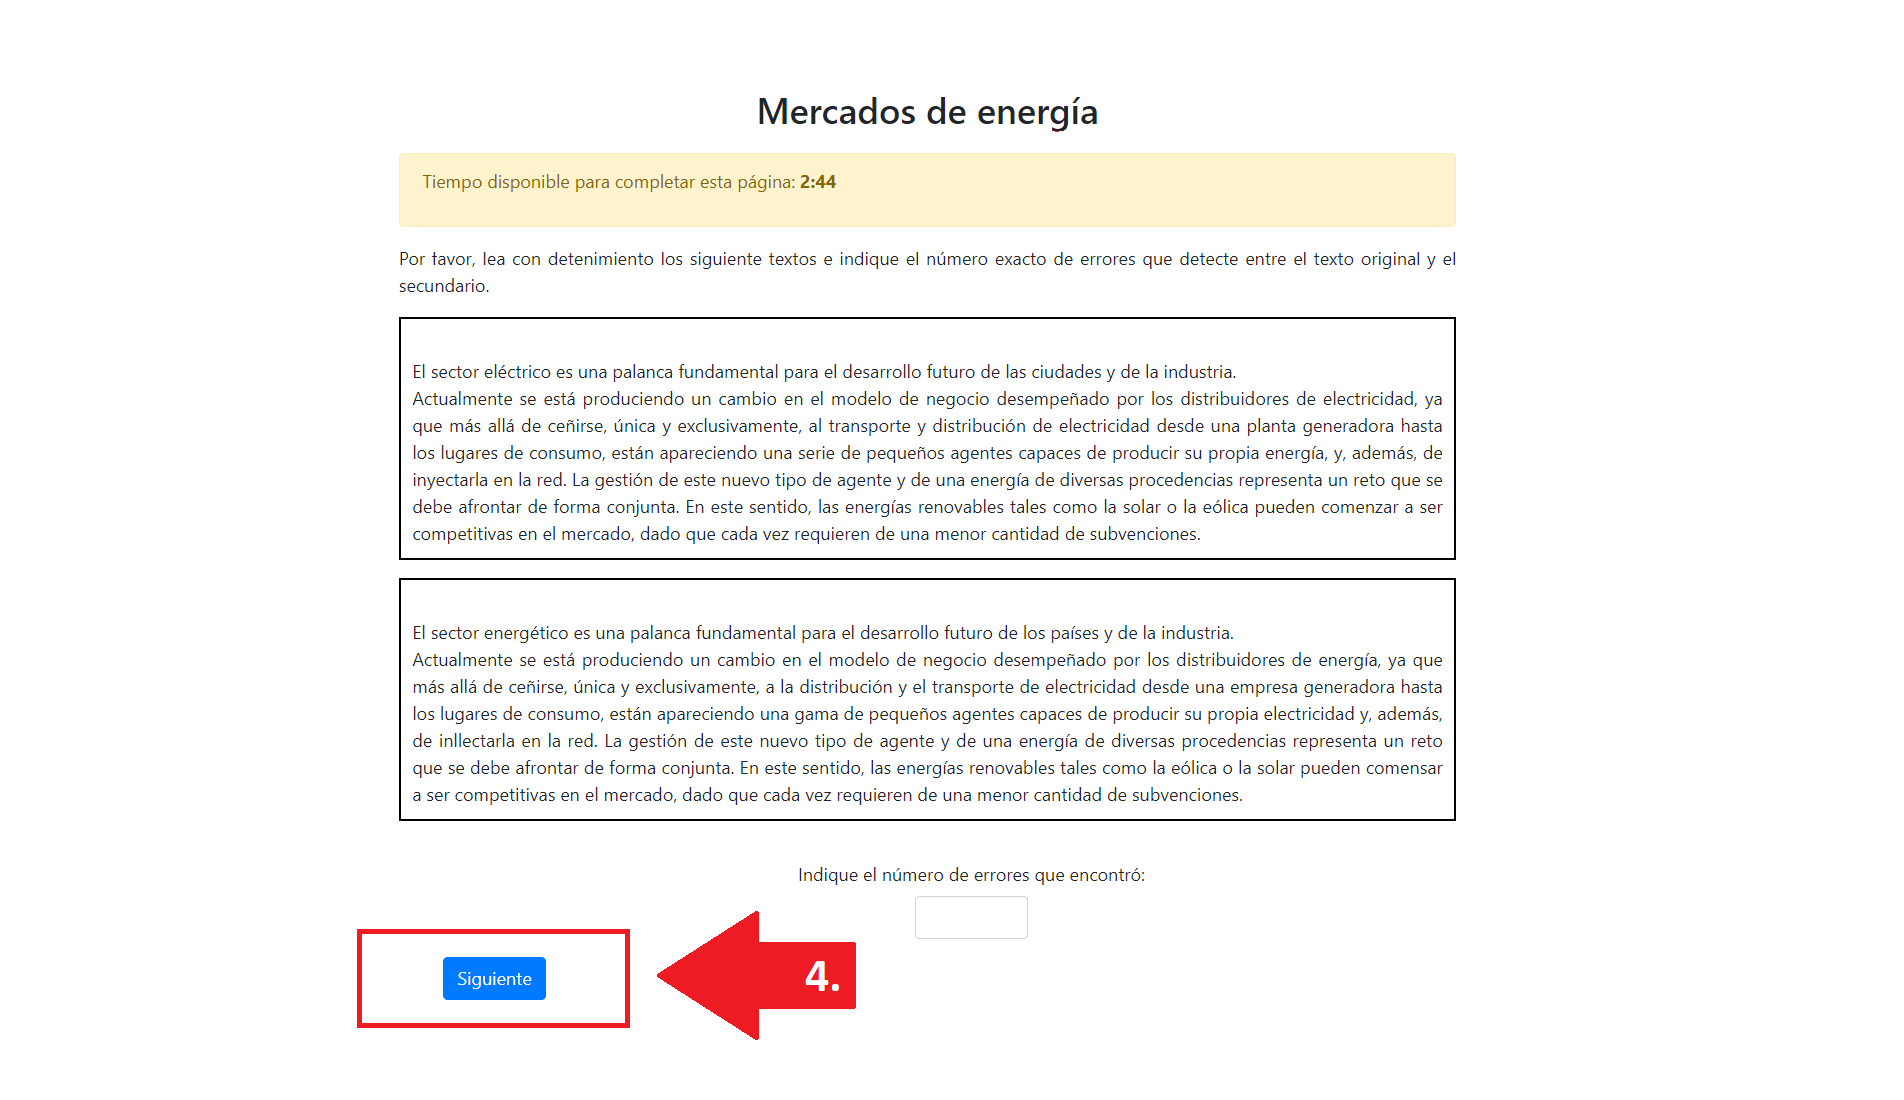 Mercados de energía
Tiempo disponible para completar esta página: 2:44
Por favor, lea con detenimiento los siguiente textos e indique el número exacto de errores que detecte entre el texto original y el
secundario.
El sector eléctrico es una palanca fundamental para el desarrollo futuro de las ciudades y de la industria.
Actualmente se está produciendo un cambio en el modelo de negocio desempeñado por los distribuidores de electricidad, ya
que más allá de ceñirse, única y exclusivamente, al transporte y distribución de electricidad desde una planta generadora hasta
los lugares de consumo, están apareciendo una serie de pequeños agentes capaces de producir su propia energía, y, además, de
inyectarla en la red. La gestión de este nuevo tipo de agente y de una energía de diversas procedencias representa un reto que se
debe afrontar de forma conjunta. En este sentido, las energías renovables tales como la solar o la eólica pueden comenzar a ser
competitivas en el mercado, dado que cada vez requieren de una menor cantidad de subvenciones.
El sector energético es una palanca fundamental para el desarrollo futuro de los países y de la industria.
Actualmente se está produciendo un cambio en el modelo de negocio desempeñado por los distribuidores de energía, ya que
más allá de ceñirse, única y exclusivamente, a la distribución y el transporte de electricidad desde una empresa generadora hasta
los lugares de consumo, están apareciendo una gama de pequeños agentes capaces de producir su propia electricidad y, además,
de inllectarla en la red. La gestión de este nuevo tipo de agente y de una energía de diversas procedencias representa un reto
que se debe afrontar de forma conjunta. En este sentido, las energías renovables tales como la eólica o la solar pueden comensar
a ser competitivas en el mercado, dado que cada vez requieren de una menor cantidad de subvenciones.
Indique el número de errores que encontró:
Siguiente
4.